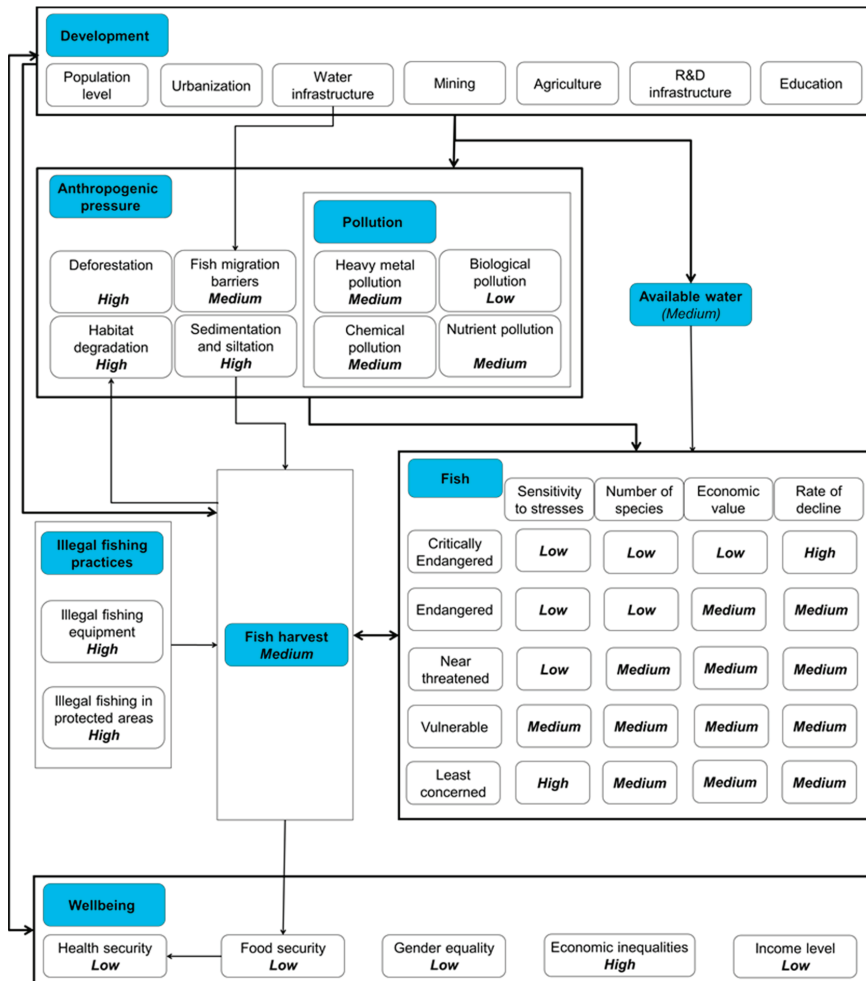 Development
Population
level
Urbanization
Water
infrastructure
Mining
Agriculture
R&D
infrastructure
Education
Anthropogenic
pressure
Deforestation
High
Fish migration
barriers
Medium
Habitat
degradation
High
Sedimentation
and siltation
High
Pollution
Heavy metal
pollution
Medium
Biological
pollution
Low
Chemical
pollution
Medium
Nutrient pollution
Medium
Available water
(Medium)
Illegal fishing
practices
Illegal fishing
equipment
High
Illegal fishing in
protected areas
High
Fish harvest
Medium
Fish
Sensitivity
to stresses
Number of
species
Economic
value
Rate of
decline
Critically
Endangered
Low
Low
Low
High
Endangered
Low
Low
Medium
Medium
Near
threatened
Low
Medium
Medium
Medium
Vulnerable
Medium
Medium
Medium
Medium
Least
concerned
High
Medium
Medium
Medium
Wellbeing
Health security
Low
Food security
Low
Gender equality
Low
Economic inequalities
High
Income level
Low